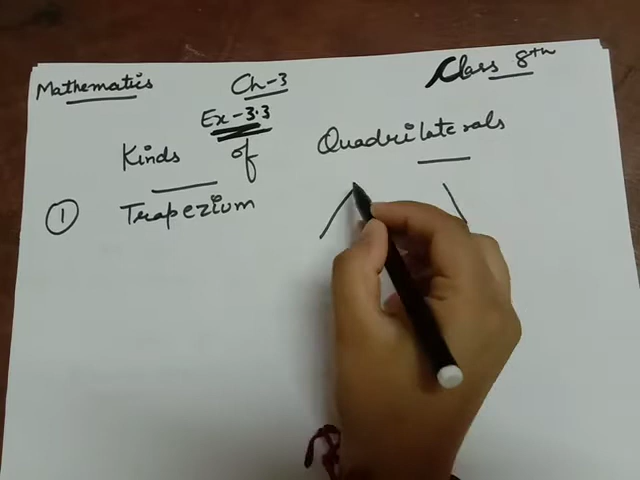 Mathematics Ch-3 Class 8th
Ex-3.3
Kinds of Quadrilaterals
① Trapezium